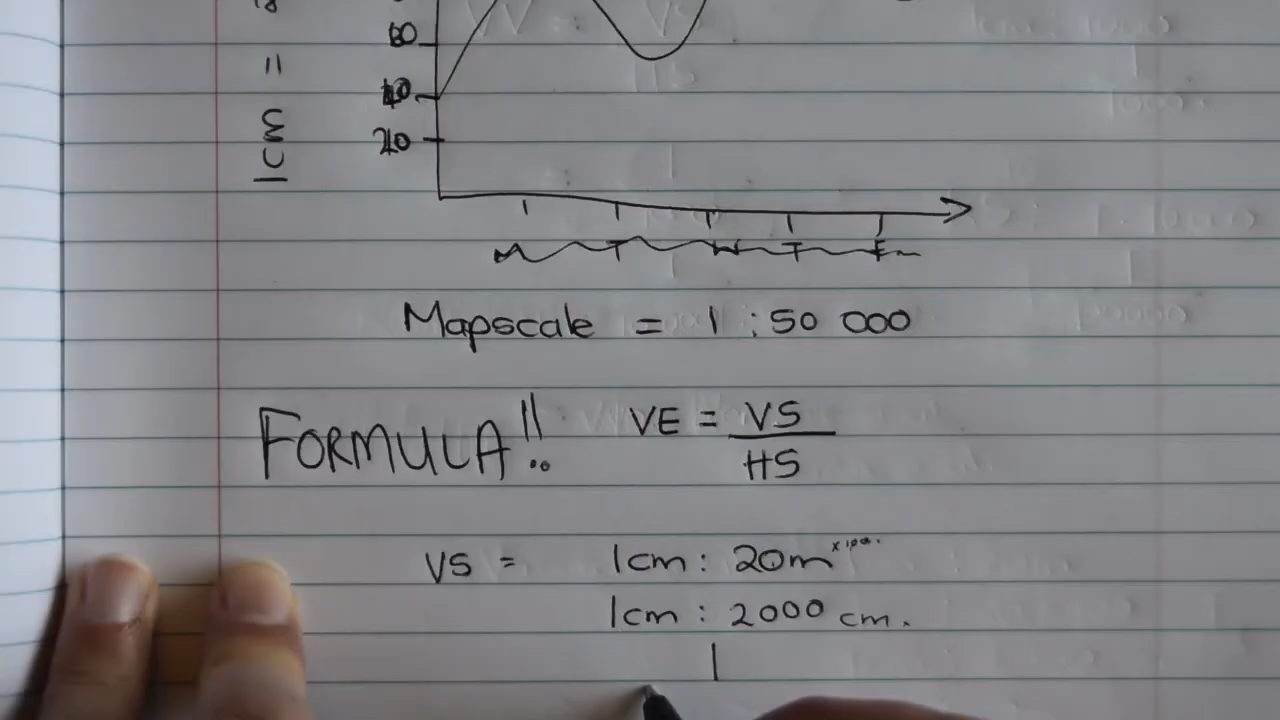 60
40
20
1cm =
Mapscale = 1 : 50 000
FORMULA!! VE = VS
HS
VS = 1cm : 20m x 100.
1cm : 2000 cm.
1